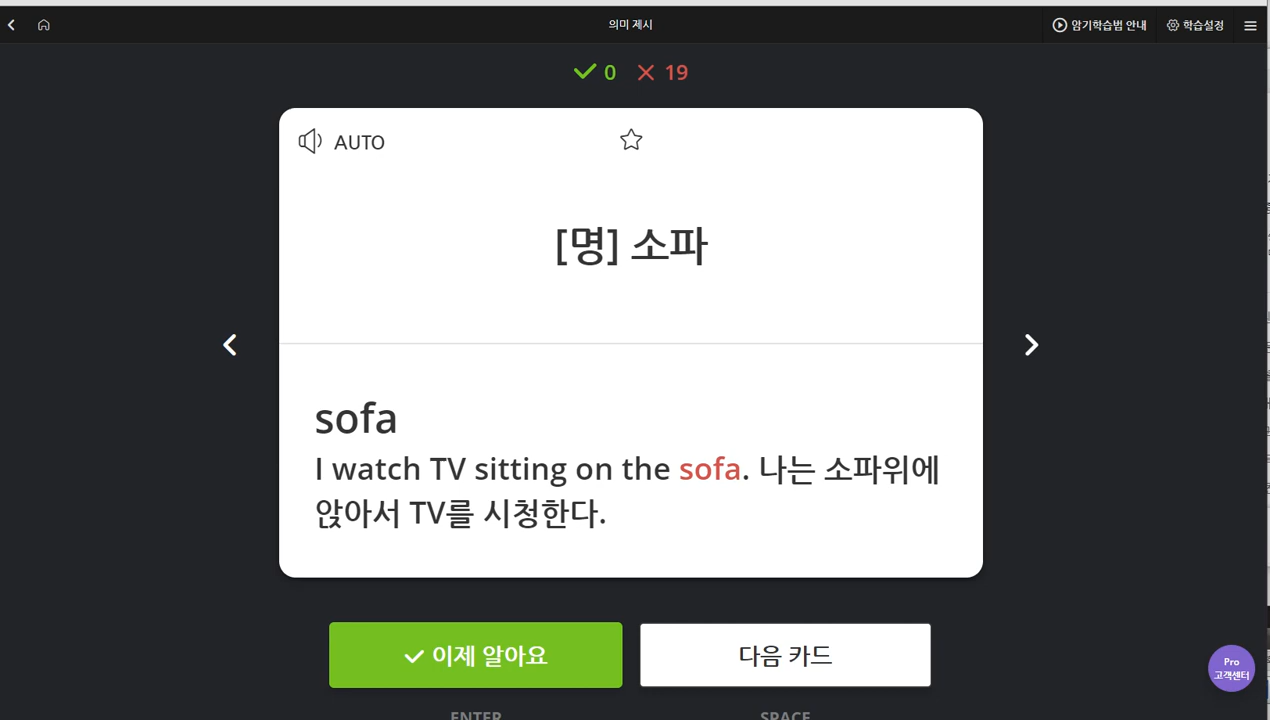 의미 제시
암기학습법 안내
학습설정
0 19
AUTO
[명] 소파
sofa
I watch TV sitting on the sofa. 나는 소파위에
앉아서 TV를 시청한다.
이제 알아요
다음 카드
Pro
고객센터
ENTER
SPACE